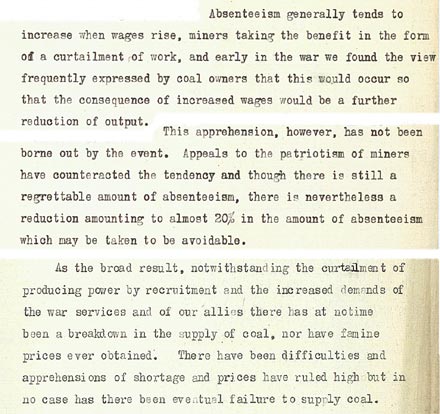 Absenteeism generally tends to
increase when wages rise, miners taking the benefit in the form
of a curtailment of work, and early in the war we found the view
frequently expressed by coal owners that this would occur so
that the consequence of increased wages would be a further
reduction of output.
This apprehension, however, has not been
borne out by the event. Appeals to the patriotism of miners
have counteracted the tendency and though there is still a
regrettable amount of absenteeism, there is nevertheless a
reduction amounting to almost 20% in the amount of absenteeism
which may be taken to be avoidable.
As the broad result, notwithstanding the curtailment of
producing power by recruitment and the increased demands of
the war services and of our allies there has at notime
been a breakdown in the supply of coal, nor have famine
prices ever obtained. There have been difficulties and
apprehensions of shortage and prices have ruled high but in
no case has there been eventual failure to supply coal.